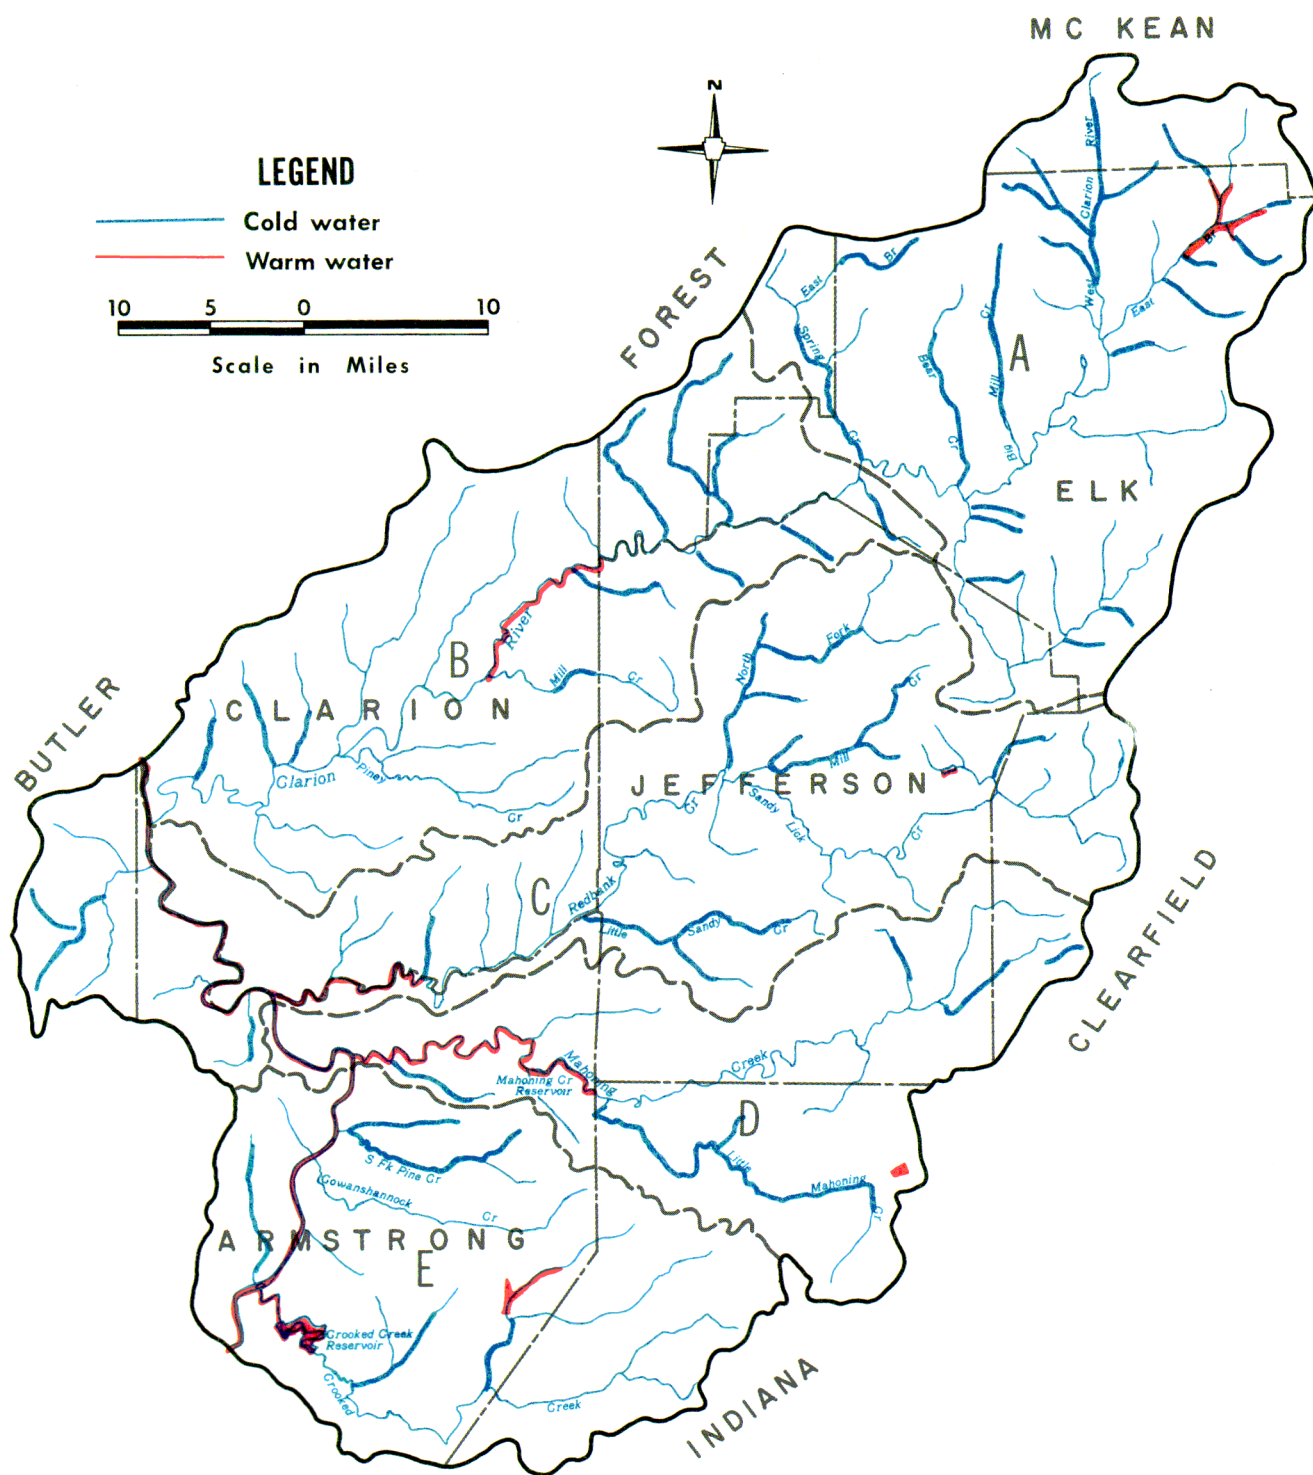 MC KEAN
N
LEGEND
Cold water
Warm water
10 5 0 10
Scale in Miles
FOREST
River
Clarion
West
East
Br
East
Br
Spring
Cr
Bear
Cr
Cr
Mill
Big
A
ELK
B
River
Mill
Cr
CLARION
Clarion
Piney
Cr
BUTLER
North
Fork
Cr
Mill
JEFFERSON
Sandy
Lick
Cr
Cr
Redbank
C
Little
Sandy
Cr
CLEARFIELD
Mahoning
Creek
Mahoning Cr
Reservoir
D
Little
Mahoning
Cr
S Fk Pine Cr
Cowanshannock
Cr
ARMSTRONG
E
Crooked Creek
Reservoir
Crooked
Creek
INDIANA